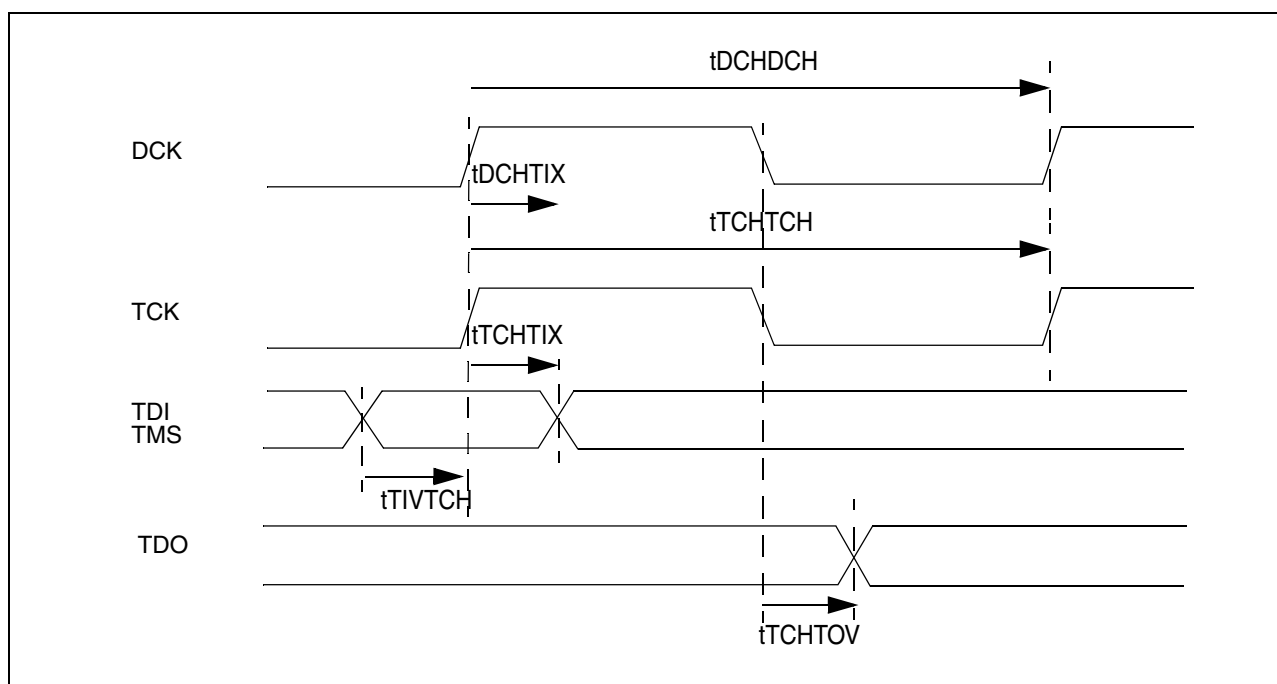 tDCHDCH
DCK
tDCHTIX
tTCHTCH
TCK
tTCHTIX
TDI
TMS
tTIVTCH
TDO
tTCHTOV